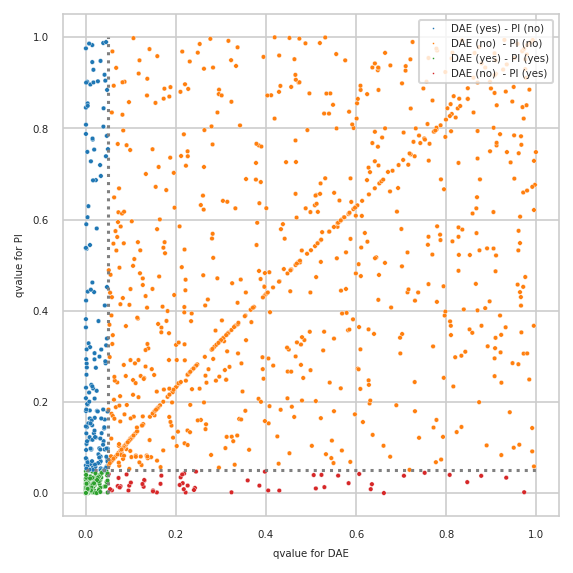 DAE (yes) - PI (no)
DAE (no) - PI (no)
DAE (yes) - PI (yes)
DAE (no) - PI (yes)
1.0
0.8
0.6
0.4
0.2
0.0
qvalue for PI
0.0 0.2 0.4 0.6 0.8 1.0
qvalue for DAE